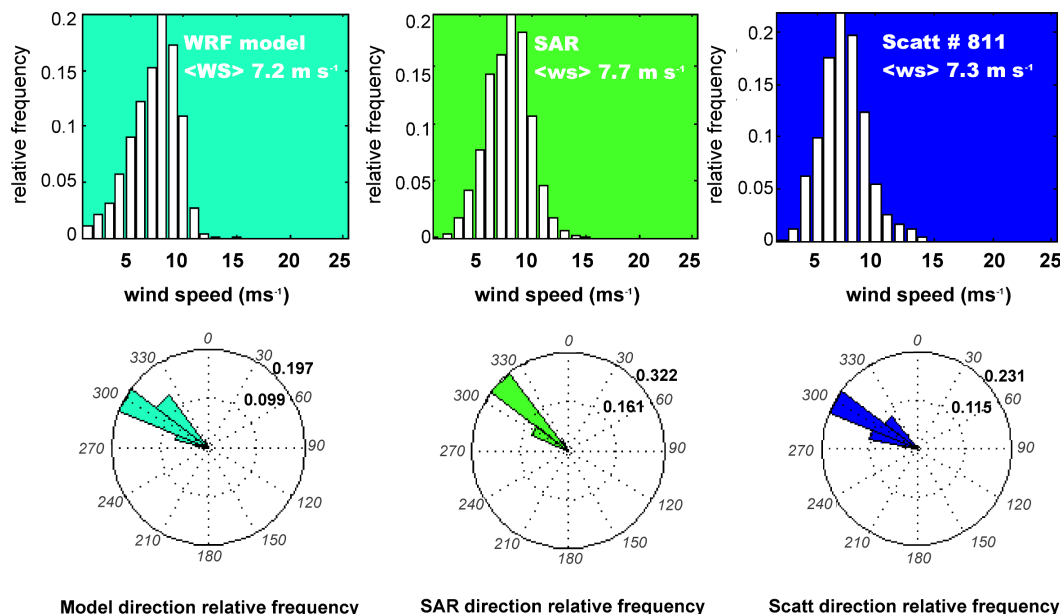 WRF model
<WS> 7.2 m s-1
relative frequency
0.2
0.15
0.1
0.05
0
5 10 15 20 25
wind speed (ms-1)
SAR
<ws> 7.7 m s-1
relative frequency
0.15
0.1
0.05
0
5 10 15 20 25
wind speed (ms-1)
Scatt # 811
<ws> 7.3 m s-1
relative frequency
0.2
0.15
0.1
0.05
0
5 10 15 20 25
wind speed (ms-1)
0
330 30
0.197
300 60
0.099
270 90
240 120
210 150
180
Model direction relative frequency
0
330 30
0.322
300 60
0.161
270 90
240 120
210 150
180
SAR direction relative frequency
0
330 30
0.231
300 60
0.115
270 90
240 120
210 150
180
Scatt direction relative frequency